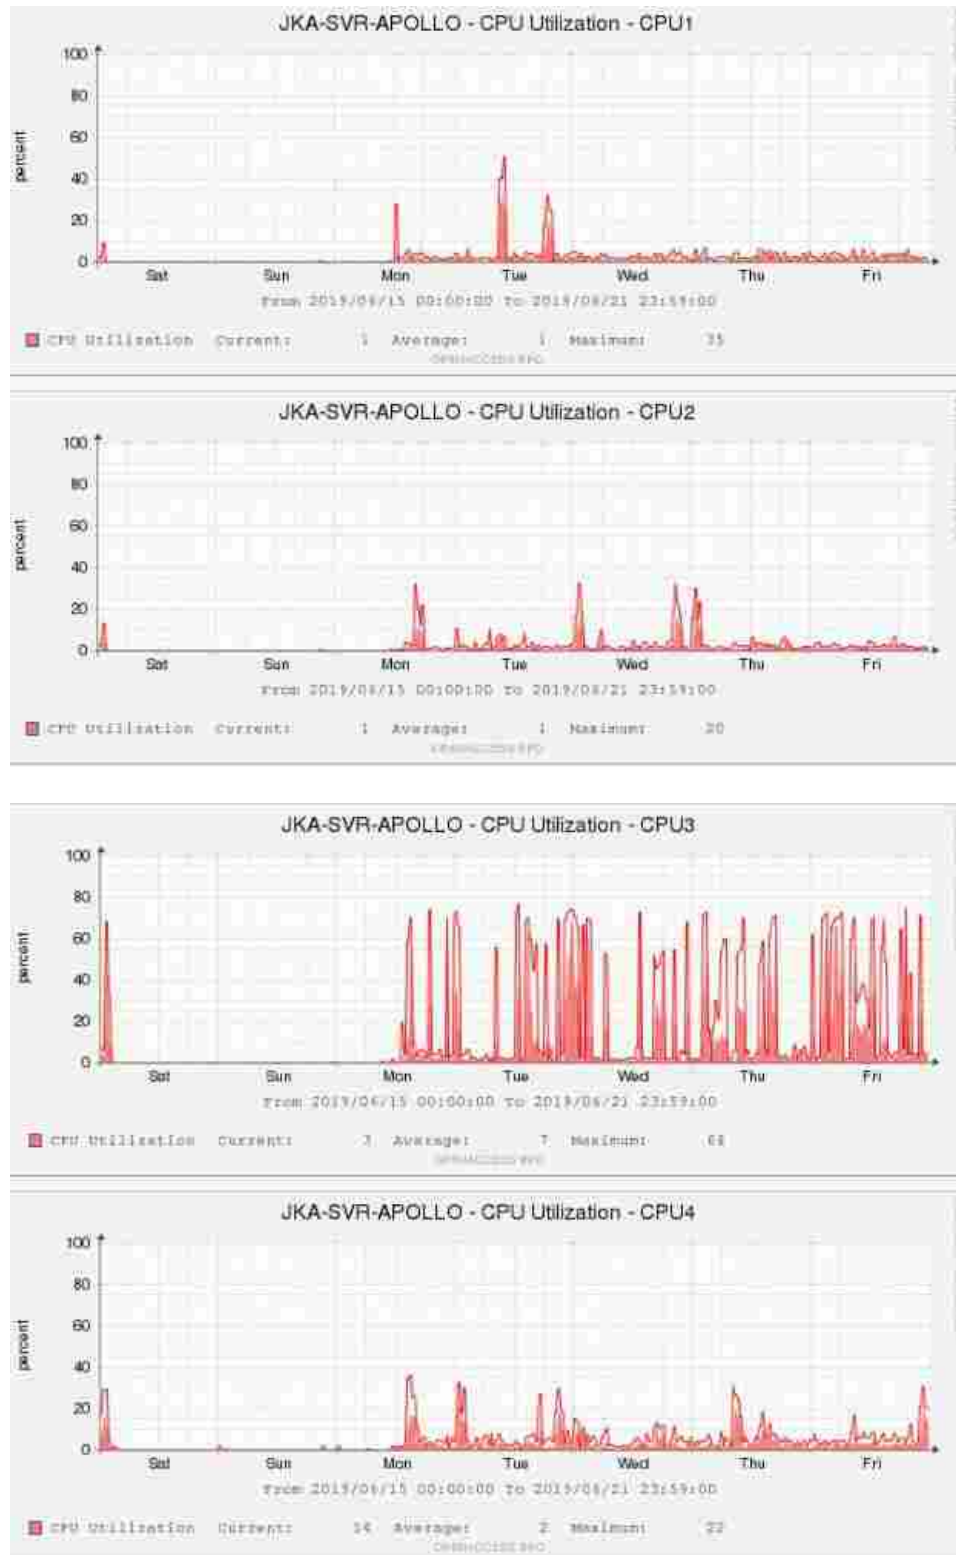 JKA-SVR-APOLLO - CPU Utilization - CPU1
100
80
60
40
20
0
percent
Sat Sun Mon Tue Wed Thu Fri
From 2019/06/15 00:00:00 To 2019/06/21 23:59:00
CPU Utilisation Current: 1 Average: 1 Maximum: 35
JKA-SVR-APOLLO - CPU Utilization - CPU2
100
80
60
40
20
0
percent
Sat Sun Mon Tue Wed Thu Fri
From 2019/06/15 00:00:00 To 2019/06/21 23:59:00
CPU Utilisation Current: 1 Average: 1 Maximum: 20
JKA-SVR-APOLLO - CPU Utilization - CPU3
100
80
60
40
20
0
percent
Sat Sun Mon Tue Wed Thu Fri
From 2019/06/15 00:00:00 To 2019/06/21 23:59:00
CPU Utilisation Current: Average: 7 Maximum:
JKA-SVR-APOLLO - CPU Utilization - CPU4
100
80
60
40
20
0
percent
Sat Sun Mon Tue Wed Thu Fri
From 2019/06/15 00:00:00 To 2019/06/21 23:59:00
CPU Utilisation Current: Average: 2 Maximum: 22